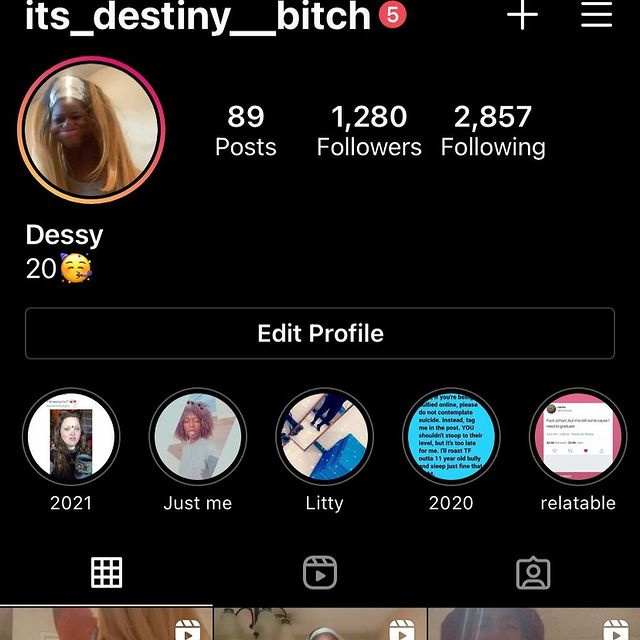 its_destiny__bitch 5
89 1,280 2,857
Posts Followers Following
Dessy
20🥳
Edit Profile
if you're being
bullied online, please
do not contemplate
suicide. Instead, tag
me in the post. YOU
shouldn't stoop to their
level, but it's too late
for me. I'll roast TF
outta 11 year old bully
and sleep just fine that
Fuck school ,but me still come cause I
need to graduate
2021 Just me Litty 2020 relatable